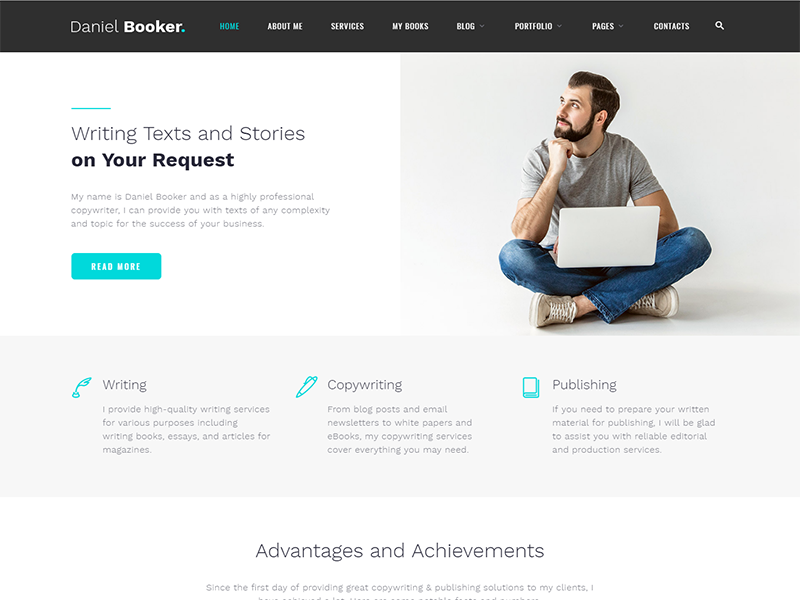 Daniel Booker.
HOME ABOUT ME SERVICES MY BOOKS BLOG PORTFOLIO PAGES CONTACTS
Writing Texts and Stories
on Your Request
My name is Daniel Booker and as a highly professional
copywriter, I can provide you with texts of any complexity
and topic for the success of your business.
READ MORE
Writing
I provide high-quality writing services
for various purposes including
writing books, essays, and articles for
magazines.
Copywriting
From blog posts and email
newsletters to white papers and
eBooks, my copywriting services
cover everything you may need.
Publishing
If you need to prepare your written
material for publishing, I will be glad
to assist you with reliable editorial
and production services.
Advantages and Achievements
Since the first day of providing great copywriting & publishing solutions to my clients, I